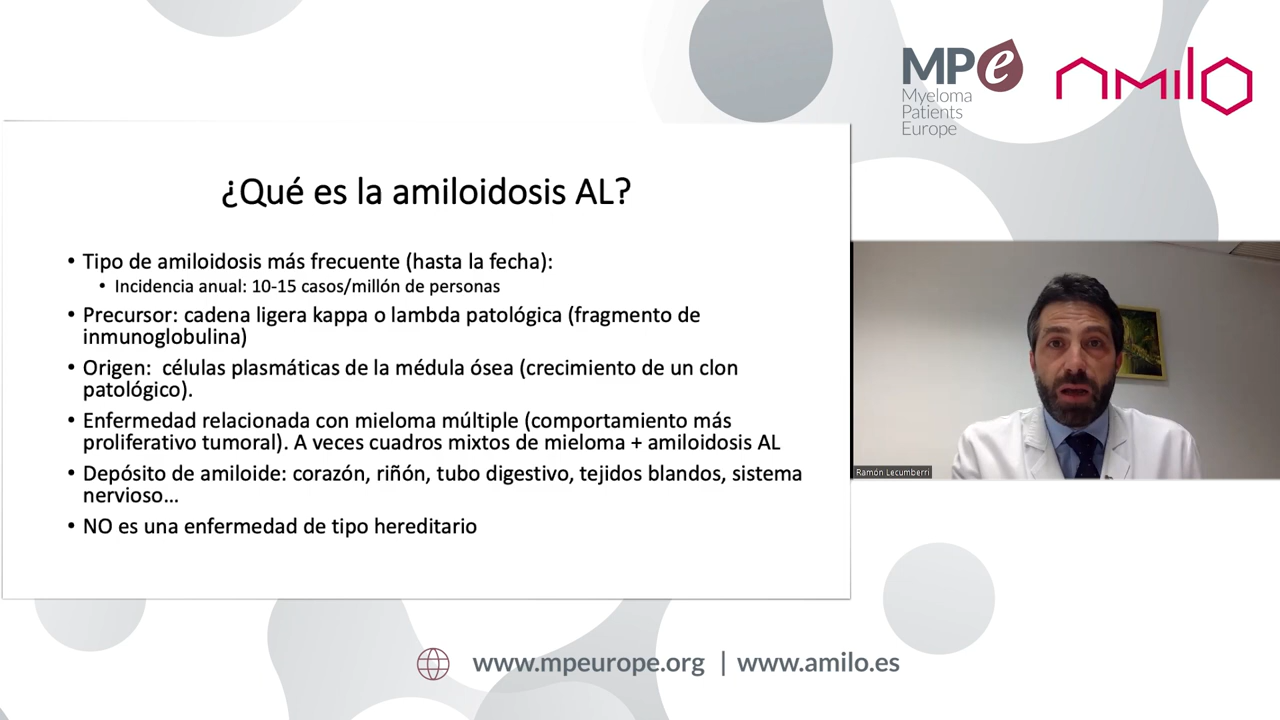 MPe
Myeloma
Patients
Europe
amilo
¿Qué es la amiloidosis AL?
• Tipo de amiloidosis más frecuente (hasta la fecha):
• Incidencia anual: 10-15 casos/millón de personas
• Precursor: cadena ligera kappa o lambda patológica (fragmento de
inmunoglobulina)
• Origen:  células plasmáticas de la médula ósea (crecimiento de un clon
patológico).
• Enfermedad relacionada con mieloma múltiple (comportamiento más
proliferativo tumoral). A veces cuadros mixtos de mieloma + amiloidosis AL
• Depósito de amiloide: corazón, riñón, tubo digestivo, tejidos blandos, sistema
nervioso…
• NO es una enfermedad de tipo hereditario
Ramón Lecumberri
www.mpeurope.org | www.amilo.es